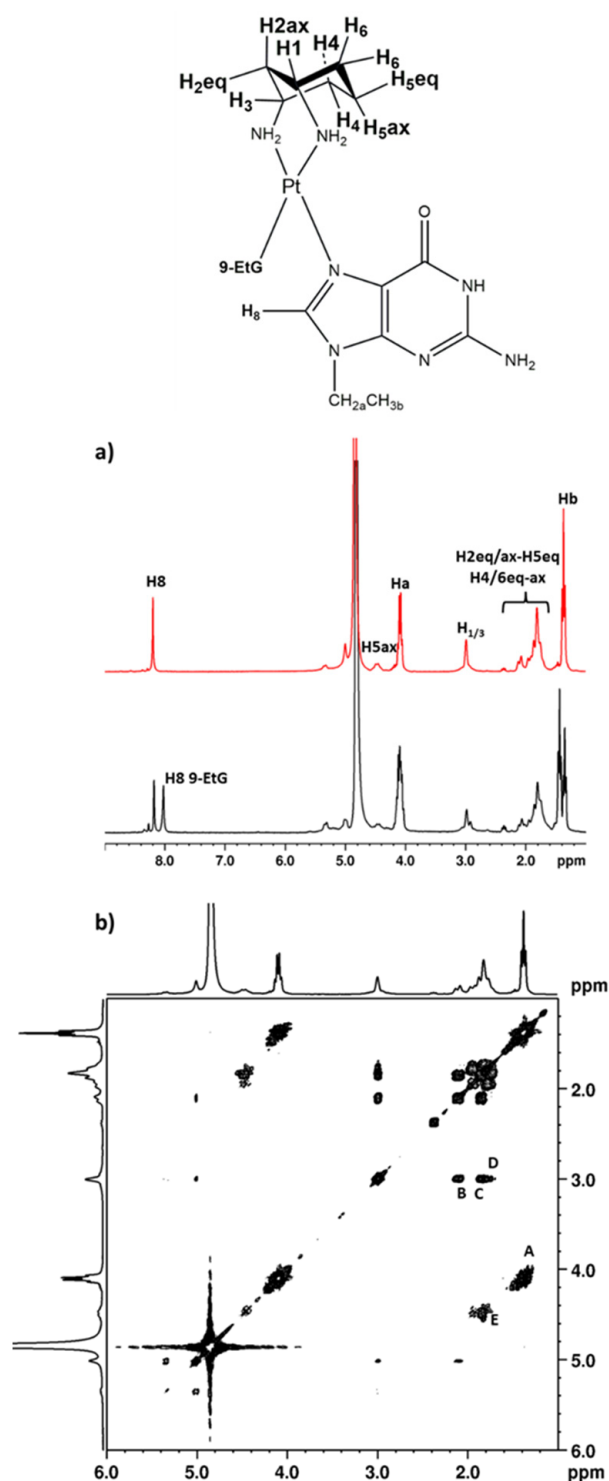 H2ax
H1
H4
H6
H6
H2eq
H5eq
H3
H4
H5ax
NH2
NH2
Pt
O
9-EtG
N
NH
H8
N
N
NH2
CH2aCH3b
a)
Hb
H2eq/ax-H5eq
H4/6eq-ax
H8
Ha
H5ax
H1/3
H8 9-EtG
8.0 7.0 6.0 5.0 4.0 3.0 2.0 ppm
b)
ppm
2.0
D
3.0
B C
A
4.0
E
5.0
6.0
6.0 5.0 4.0 3.0 2.0 ppm